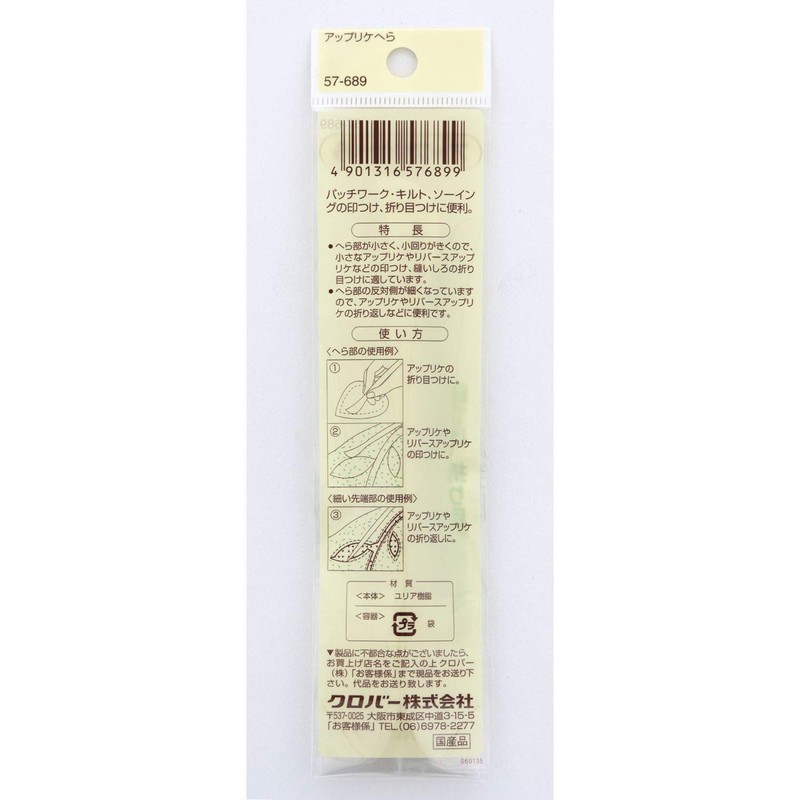 アップリケへら
57-689
4 901316 576899
パッチワーク・キルト、ソーイン
グの印つけ、折り目つけに便利。
特長
●へら部が小さく、小回りがきくので、
小さなアップリケやリバースアップ
リケなどの印つけ、縫いしろの折り
目つけに適しています。
●へら部の反対側が細くなっています
ので、アップリケやリバースアップリ
ケの折り返しなどに便利です。
使い方
〈へら部の使用例〉
① アップリケの
折り目つけに。
② アップリケや
リバースアップリケ
の印つけに。
〈細い先端部の使用例〉
③ アップリケや
リバースアップリケ
の折り返しに。
材質
〈本体〉 ユリア樹脂
〈容器〉 プラ 袋
▼製品に不都合な点がございましたら、
お買上げ店名をご記入の上クロバー
(株)「お客様係」まで現品をお送り下
さい。代品をお送り致します。
クロバー株式会社
〒537-0025 大阪市東成区中道3-15-5
「お客様係」TEL.(06)6978-2277
国産品
060135